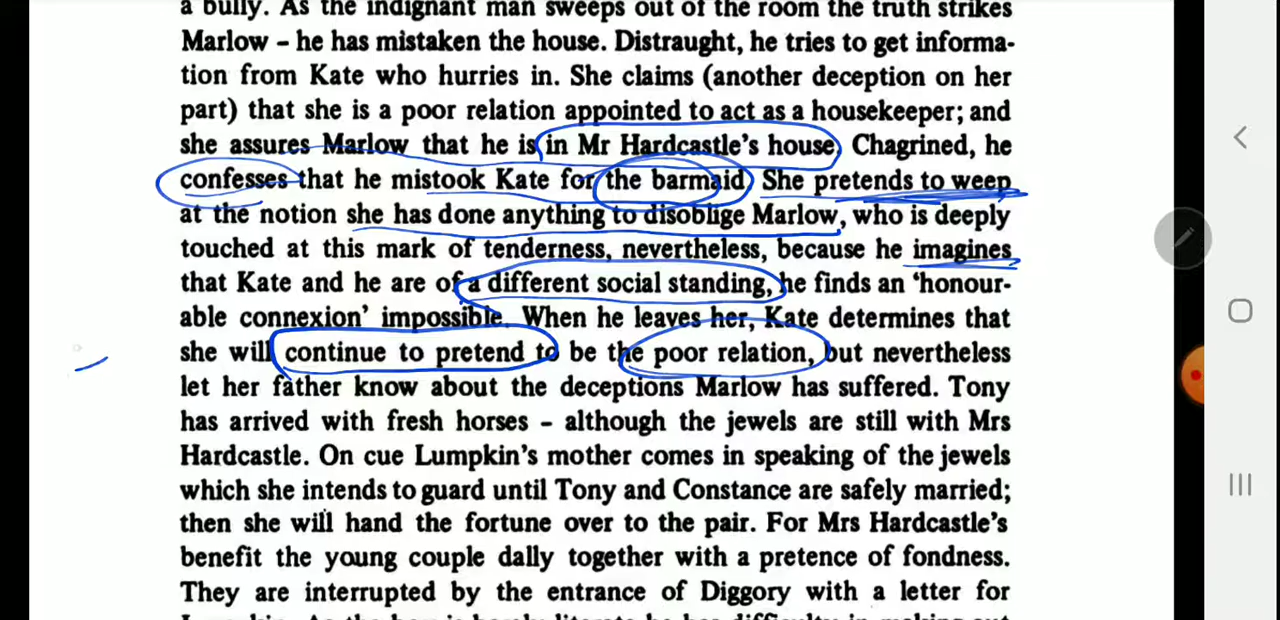 a bully. As the indignant man sweeps out of the room the truth strikes
Marlow – he has mistaken the house. Distraught, he tries to get informa-
tion from Kate who hurries in. She claims (another deception on her
part) that she is a poor relation appointed to act as a housekeeper; and
she assures Marlow that he is in Mr Hardcastle's house. Chagrined, he
confesses that he mistook Kate for the barmaid. She pretends to weep
at the notion she has done anything to disoblige Marlow, who is deeply
touched at this mark of tenderness, nevertheless, because he imagines
that Kate and he are of a different social standing, he finds an 'honour-
able connexion' impossible. When he leaves her, Kate determines that
she will continue to pretend to be the poor relation, but nevertheless
let her father know about the deceptions Marlow has suffered. Tony
has arrived with fresh horses – although the jewels are still with Mrs
Hardcastle. On cue Lumpkin's mother comes in speaking of the jewels
which she intends to guard until Tony and Constance are safely married;
then she will hand the fortune over to the pair. For Mrs Hardcastle's
benefit the young couple dally together with a pretence of fondness.
They are interrupted by the entrance of Diggory with a letter for